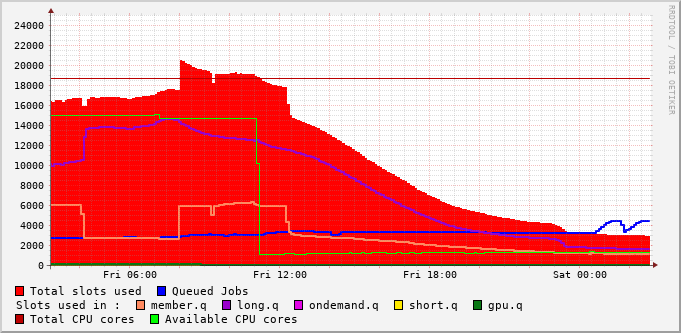 RRDTOOL / TOBI OETIKER
24000
22000
20000
18000
16000
14000
12000
10000
8000
6000
4000
2000
0
Fri 06:00 Fri 12:00 Fri 18:00 Sat 00:00
Total slots used Queued Jobs
Slots used in : member.q long.q ondemand.q short.q gpu.q
Total CPU cores Available CPU cores